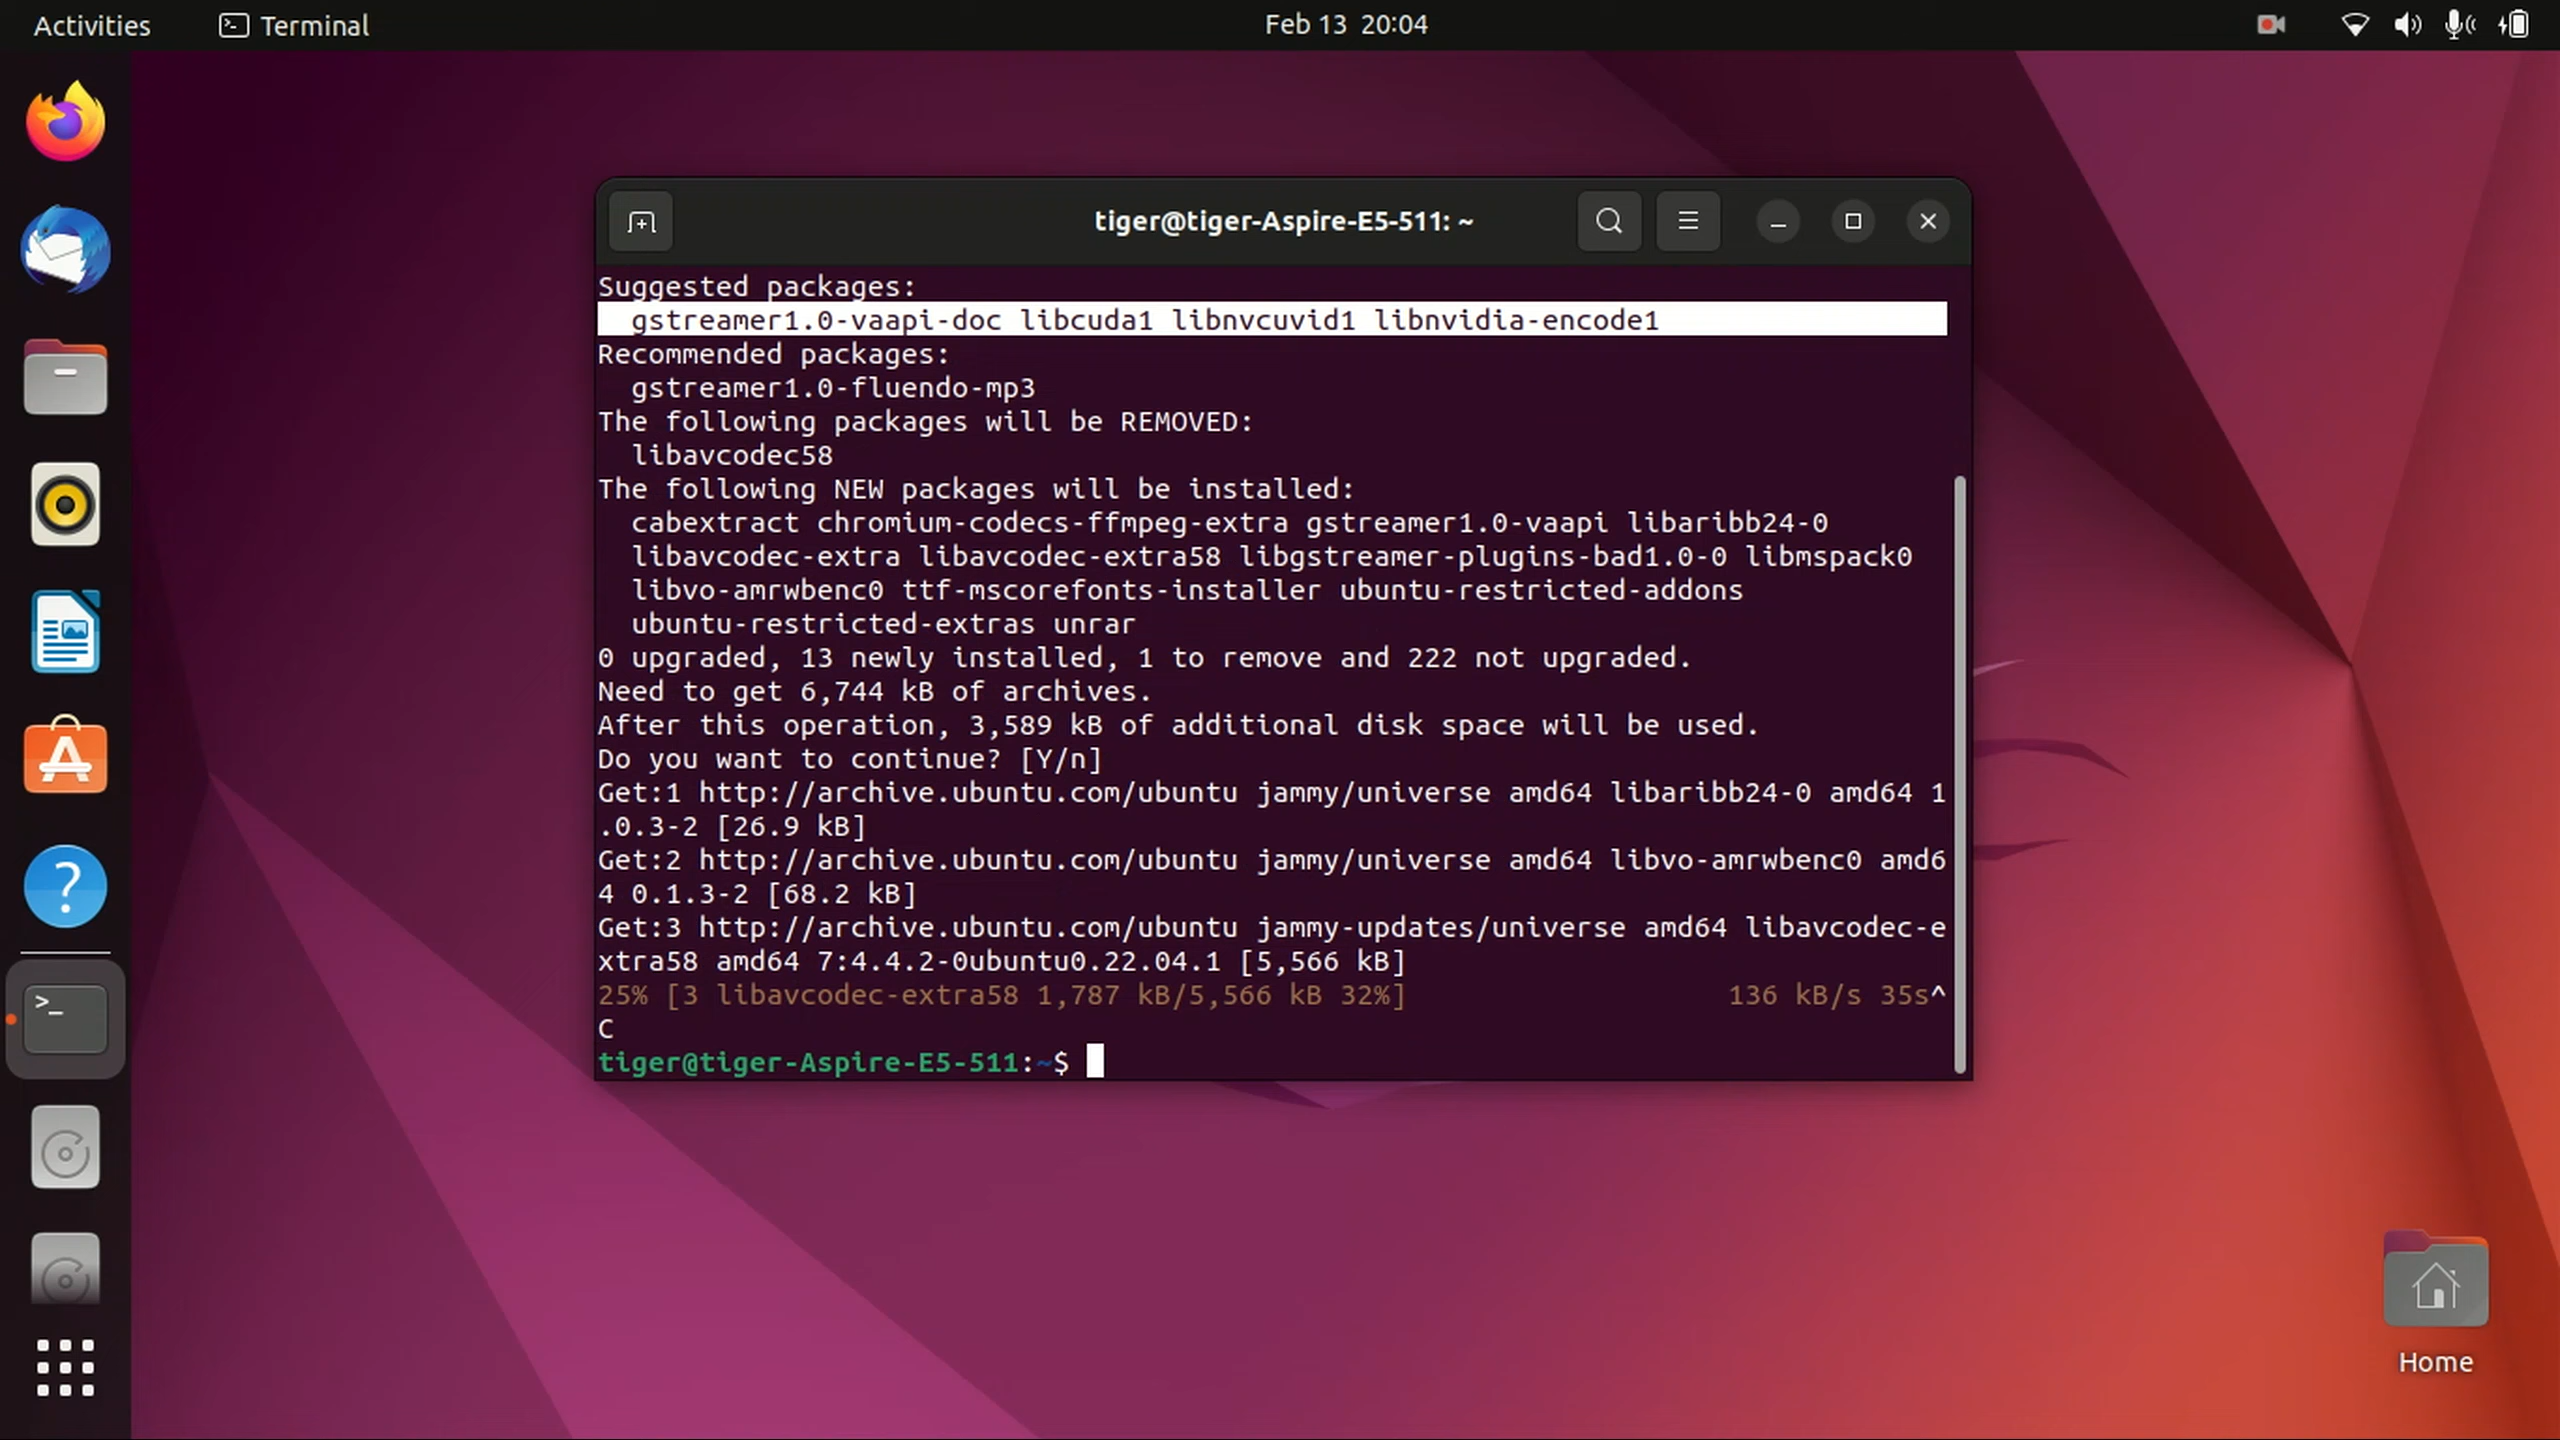 Activities
Terminal
Feb 13 20:04
tiger@tiger-Aspire-E5-511: ~
Suggested packages:
gstreamer1.0-vaapi-doc libcuda1 libnvcuvid1 libnvidia-encode1
Recommended packages:
gstreamer1.0-fluendo-mp3
The following packages will be REMOVED:
libavcodec58
The following NEW packages will be installed:
cabextract chromium-codecs-ffmpeg-extra gstreamer1.0-vaapi libaribb24-0
libavcodec-extra libavcodec-extra58 libgstreamer-plugins-bad1.0-0 libmspack0
libvo-amrwbenc0 ttf-mscorefonts-installer ubuntu-restricted-addons
ubuntu-restricted-extras unrar
0 upgraded, 13 newly installed, 1 to remove and 222 not upgraded.
Need to get 6,744 kB of archives.
After this operation, 3,589 kB of additional disk space will be used.
Do you want to continue? [Y/n]
Get:1 http://archive.ubuntu.com/ubuntu jammy/universe amd64 libaribb24-0 amd64 1
.0.3-2 [26.9 kB]
Get:2 http://archive.ubuntu.com/ubuntu jammy/universe amd64 libvo-amrwbenc0 amd6
4 0.1.3-2 [68.2 kB]
Get:3 http://archive.ubuntu.com/ubuntu jammy-updates/universe amd64 libavcodec-e
xtra58 amd64 7:4.4.2-0ubuntu0.22.04.1 [5,566 kB]
25% [3 libavcodec-extra58 1,787 kB/5,566 kB 32%] 136 kB/s 35s^
C
tiger@tiger-Aspire-E5-511:~$
Home